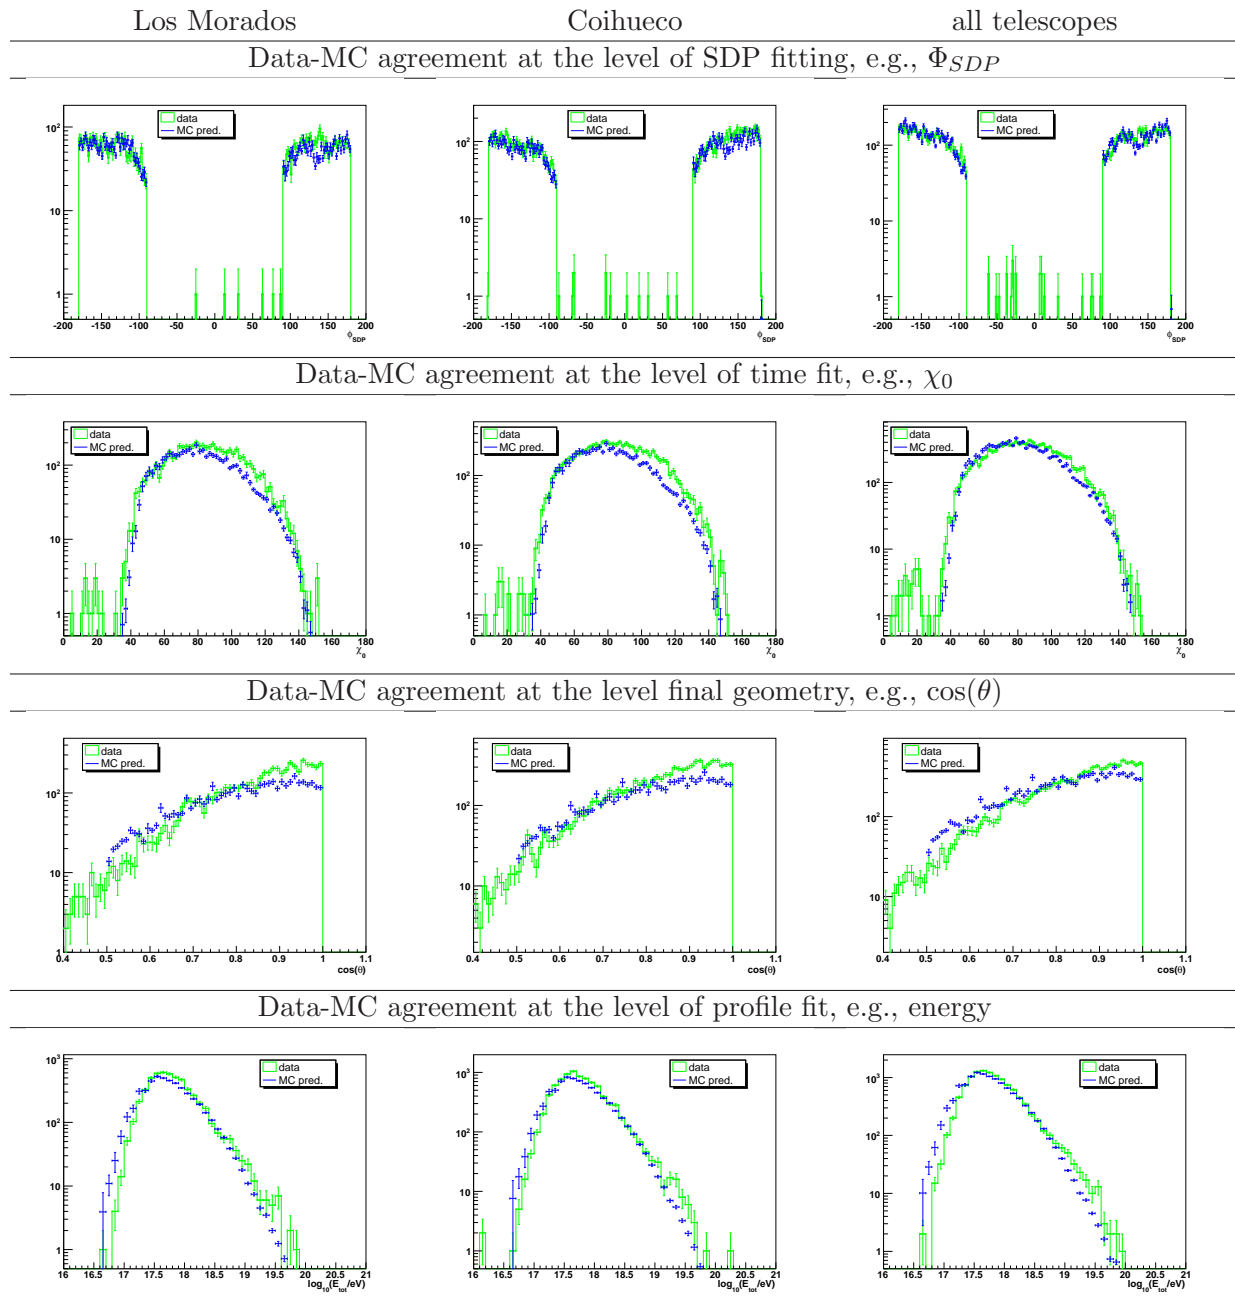 Los Morados Coihueco all telescopes
Data-MC agreement at the level of SDP fitting, e.g., Φ_SDP
data
MC pred.
10²
10
1
-200 -150 -100 -50 0 50 100 150 200
ϕ_SDP
data
MC pred.
10²
10
1
-200 -150 -100 -50 0 50 100 150 200
ϕ_SDP
data
MC pred.
10²
10
1
-200 -150 -100 -50 0 50 100 150 200
ϕ_SDP
Data-MC agreement at the level of time fit, e.g., χ₀
data
MC pred.
10²
10
1
0 20 40 60 80 100 120 140 160 180
χ₀
data
MC pred.
10²
10
1
0 20 40 60 80 100 120 140 160 180
χ₀
data
MC pred.
10²
10
1
0 20 40 60 80 100 120 140 160 180
χ₀
Data-MC agreement at the level final geometry, e.g., cos(θ)
data
MC pred.
10²
10
0.4 0.5 0.6 0.7 0.8 0.9 1 1.1
cos(θ)
data
MC pred.
10²
10
0.4 0.5 0.6 0.7 0.8 0.9 1 1.1
cos(θ)
data
MC pred.
10²
10
0.4 0.5 0.6 0.7 0.8 0.9 1 1.1
cos(θ)
Data-MC agreement at the level of profile fit, e.g., energy
data
MC pred.
10³
10²
10
1
16 16.5 17 17.5 18 18.5 19 19.5 20 20.5 21
log₁₀(E_tot/eV)
data
MC pred.
10³
10²
10
1
16 16.5 17 17.5 18 18.5 19 19.5 20 20.5 21
log₁₀(E_tot/eV)
data
MC pred.
10³
10²
10
1
16 16.5 17 17.5 18 18.5 19 19.5 20 20.5 21
log₁₀(E_tot/eV)